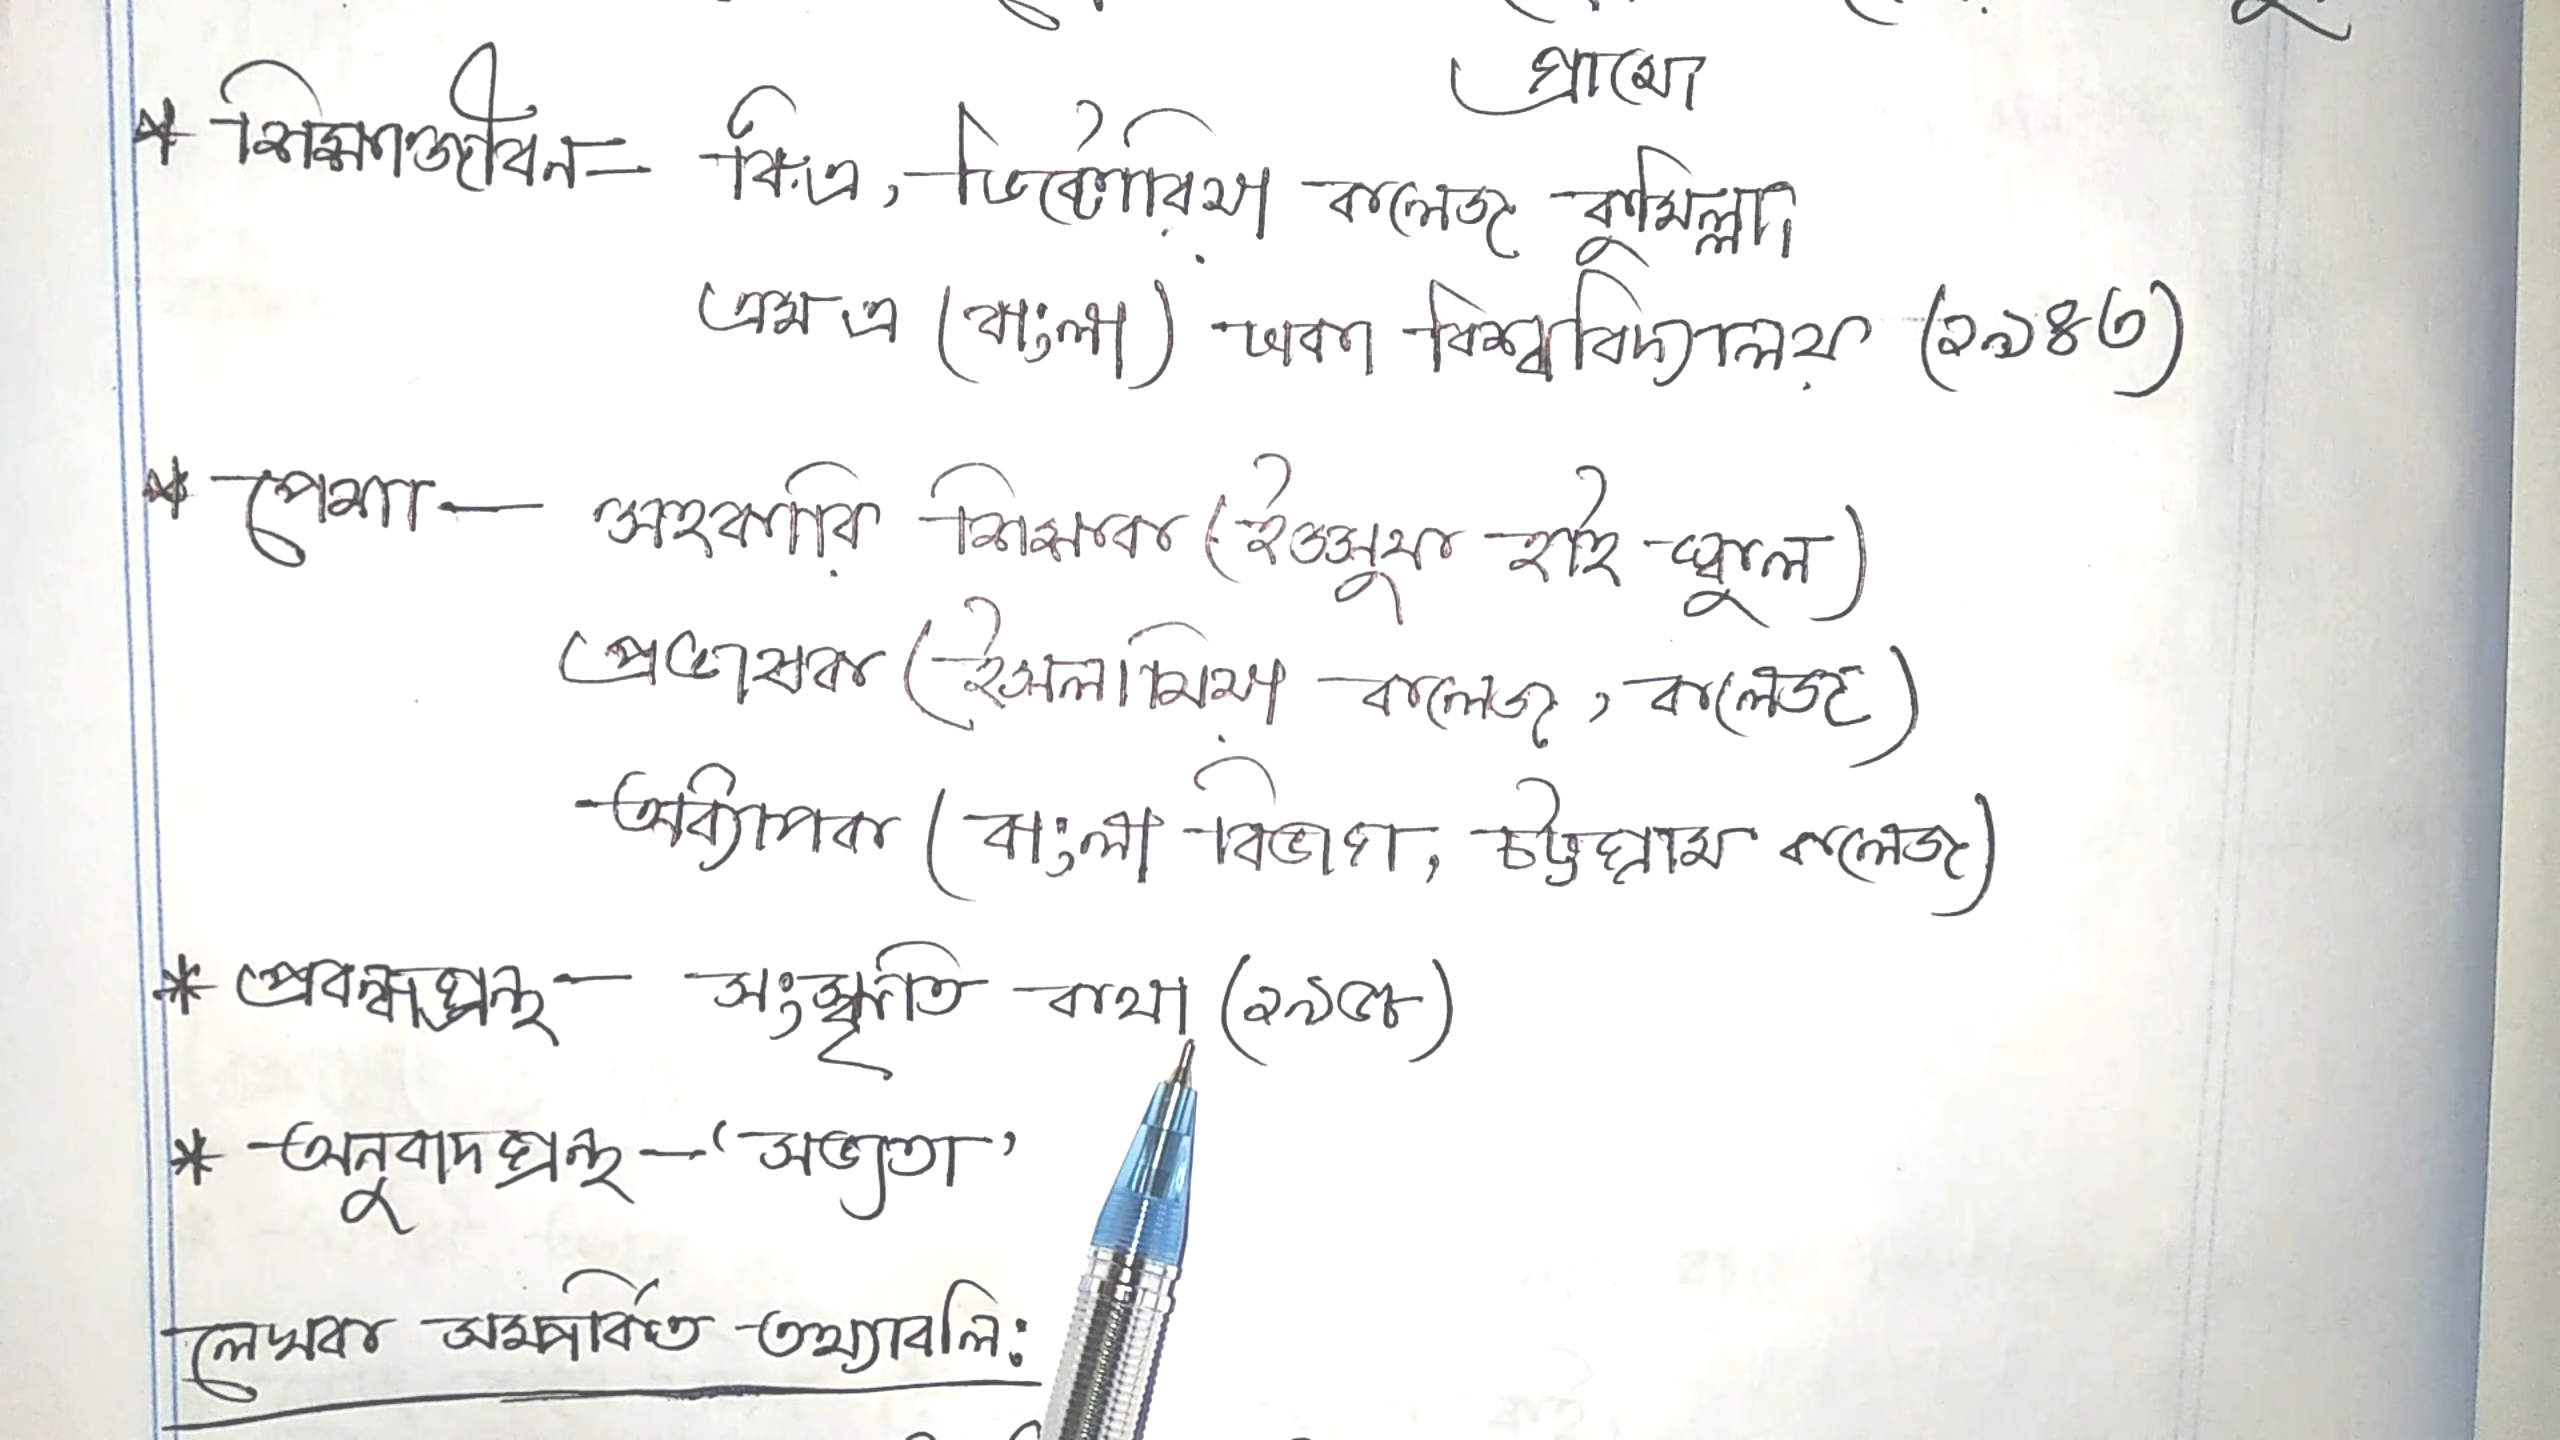 গ্রামে।
* শিক্ষাজীবন- বি.এ, ভিক্টোরিয়া কলেজ কুমিল্লা।
এম এ (বাংলা) ঢাকা বিশ্ববিদ্যালয় (১৯৪৩)
* পেশা - সহকারি শিক্ষক (ইউসুফ হাই স্কুল)
প্রভাষক (ইসলামিয়া কলেজ, কলেজ)
অধ্যাপক (বাংলা বিভাগ, চট্টগ্রাম কলেজ)
* প্রবন্ধগ্রন্থ - সংস্কৃতি কথা (১৯৫৮)
* অনুবাদগ্রন্থ - ‘সভ্যতা’
লেখক সম্পর্কিত তথ্যাবলি: